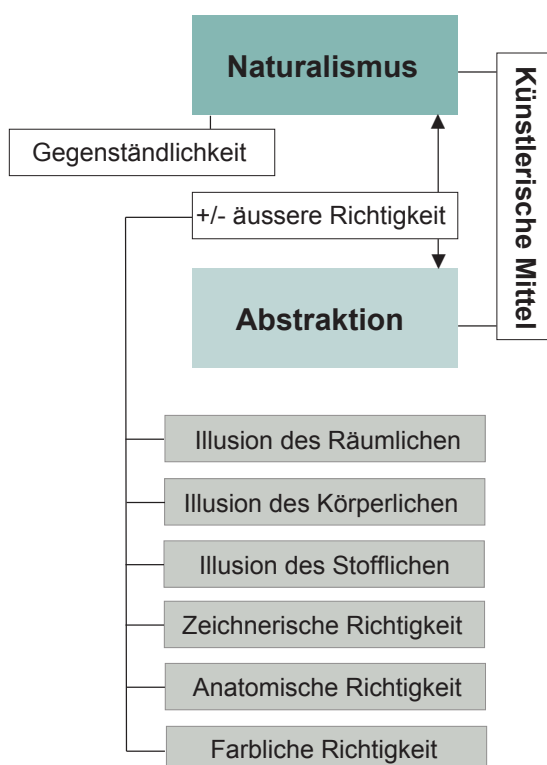 Naturalismus
Künstlerische Mittel
Gegenständlichkeit
+/- äussere Richtigkeit
Abstraktion
Illusion des Räumlichen
Illusion des Körperlichen
Illusion des Stofflichen
Zeichnerische Richtigkeit
Anatomische Richtigkeit
Farbliche Richtigkeit